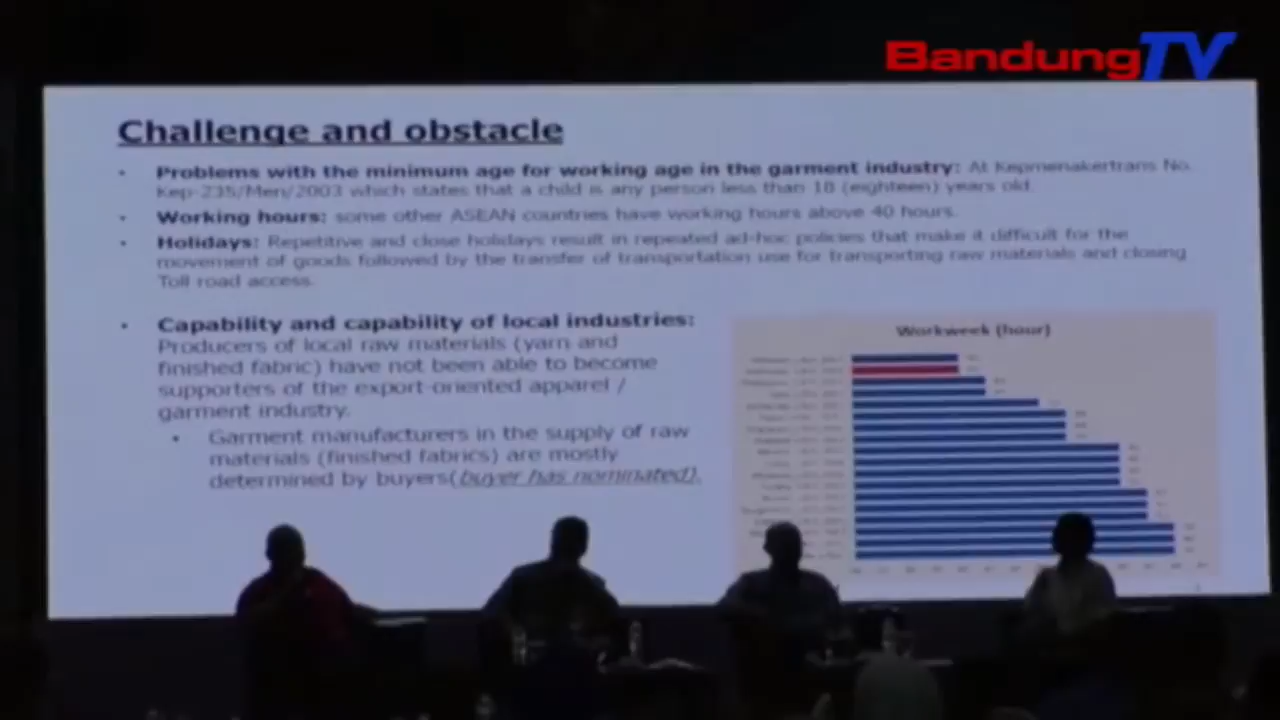 BandungTV
Challenge and obstacle
• Problems with the minimum age for working age in the garment industry: At Kepmenakertrans No.
Kep-235/Men/2003 which states that a child is any person less than 18 (eighteen) years old.
• Working hours: some other ASEAN countries have working hours above 40 hours.
• Holidays: Repetitive and close holidays result in repeated ad-hoc policies that make it difficult for the
movement of goods followed by the transfer of transportation use for transporting raw materials and closing
Toll road access.
• Capability and capability of local industries:
Producers of local raw materials (yarn and
finished fabric) have not been able to become
supporters of the export-oriented apparel /
garment industry.
• Garment manufacturers in the supply of raw
materials (finished fabrics) are mostly
determined by buyers(buyer has nominated).
Workweek (hour)